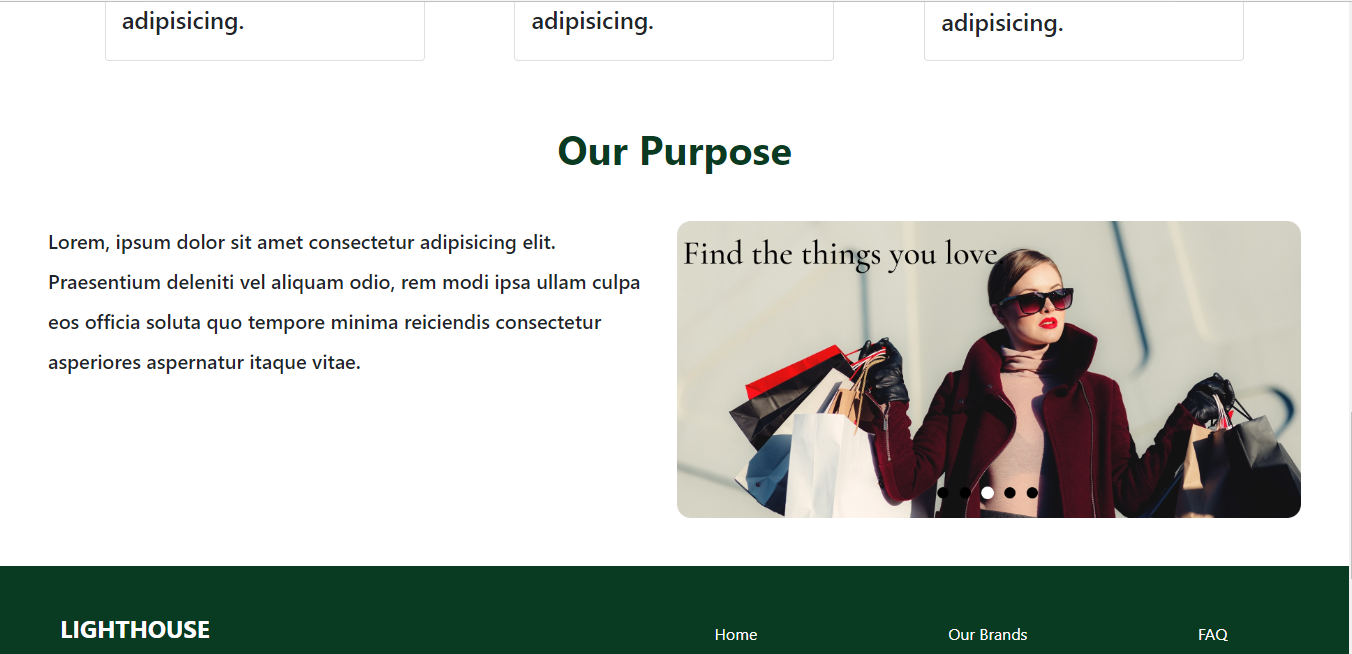 adipisicing.
adipisicing.
adipisicing.
Our Purpose
Lorem, ipsum dolor sit amet consectetur adipisicing elit.
Praesentium deleniti vel aliquam odio, rem modi ipsa ullam culpa
eos officia soluta quo tempore minima reiciendis consectetur
asperiores aspernatur itaque vitae.
Find the things you love.
LIGHTHOUSE
Home
Our Brands
FAQ